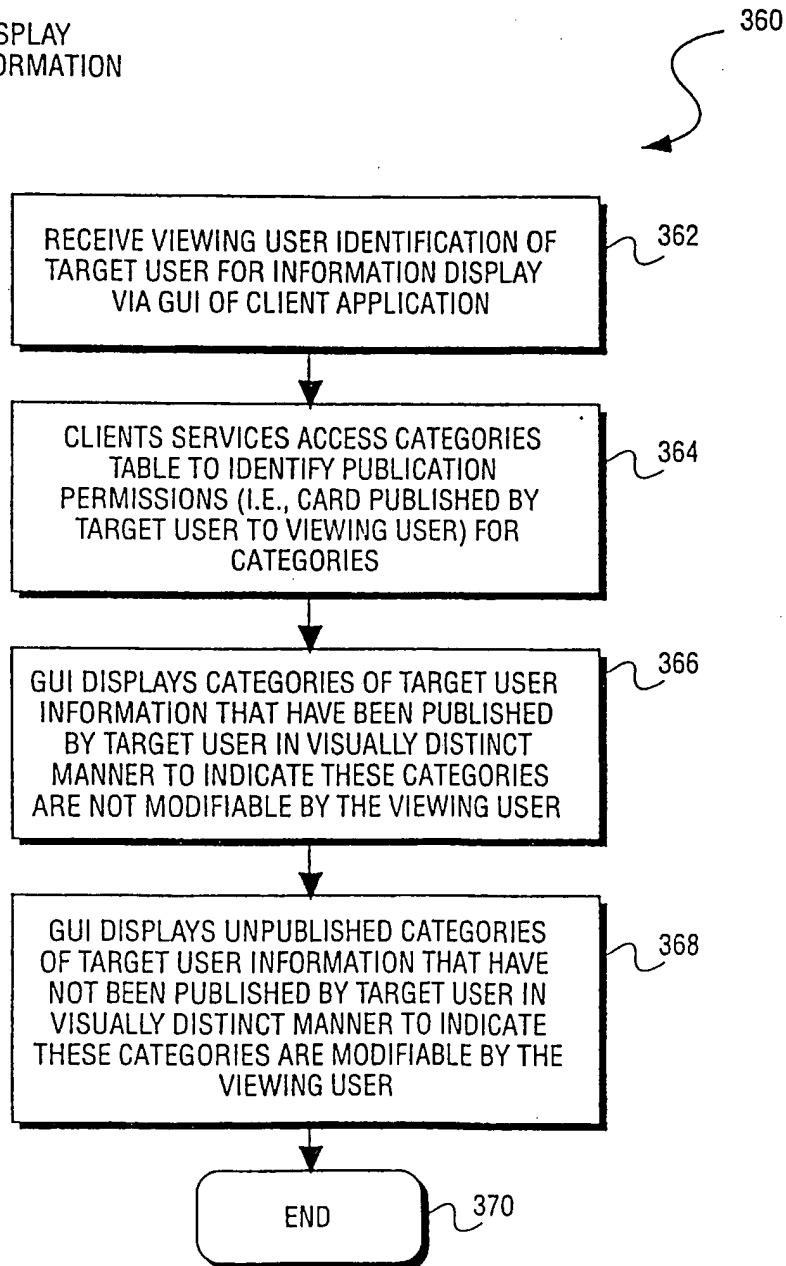 360
362
RECEIVE VIEWING USER IDENTIFICATION OF
TARGET USER FOR INFORMATION DISPLAY
VIA GUI OF CLIENT APPLICATION
364
CLIENTS SERVICES ACCESS CATEGORIES
TABLE TO IDENTIFY PUBLICATION
PERMISSIONS (I.E., CARD PUBLISHED BY
TARGET USER TO VIEWING USER) FOR
CATEGORIES
366
GUI DISPLAYS CATEGORIES OF TARGET USER
INFORMATION THAT HAVE BEEN PUBLISHED
BY TARGET USER IN VISUALLY DISTINCT
MANNER TO INDICATE THESE CATEGORIES
ARE NOT MODIFIABLE BY THE VIEWING USER
368
GUI DISPLAYS UNPUBLISHED CATEGORIES
OF TARGET USER INFORMATION THAT HAVE
NOT BEEN PUBLISHED BY TARGET USER IN
VISUALLY DISTINCT MANNER TO INDICATE
THESE CATEGORIES ARE MODIFIABLE BY THE
VIEWING USER
END
370